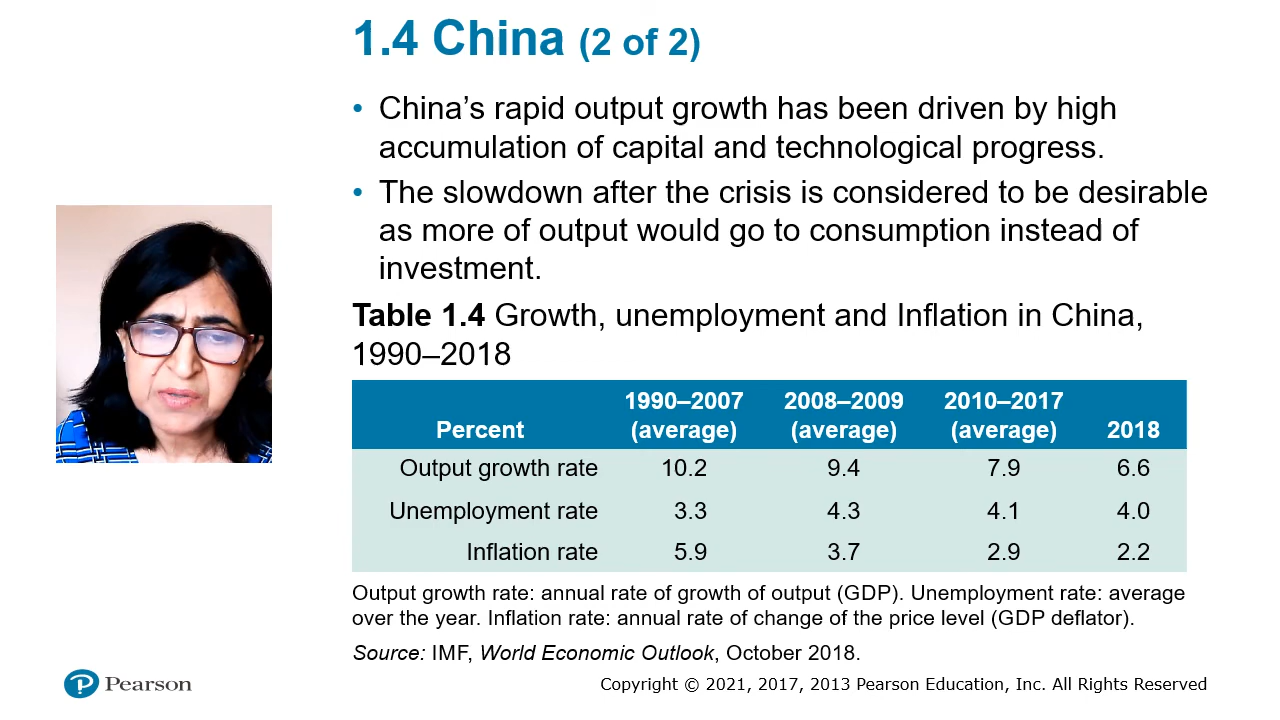 1.4 China (2 of 2)
• China’s rapid output growth has been driven by high
accumulation of capital and technological progress.
• The slowdown after the crisis is considered to be desirable
as more of output would go to consumption instead of
investment.
Table 1.4 Growth, unemployment and Inflation in China,
1990–2018
Percent 1990–2007 (average) 2008–2009 (average) 2010–2017 (average) 2018
Output growth rate 10.2 9.4 7.9 6.6
Unemployment rate 3.3 4.3 4.1 4.0
Inflation rate 5.9 3.7 2.9 2.2
Output growth rate: annual rate of growth of output (GDP). Unemployment rate: average
over the year. Inflation rate: annual rate of change of the price level (GDP deflator).
Source: IMF, World Economic Outlook, October 2018.
P Pearson
Copyright © 2021, 2017, 2013 Pearson Education, Inc. All Rights Reserved